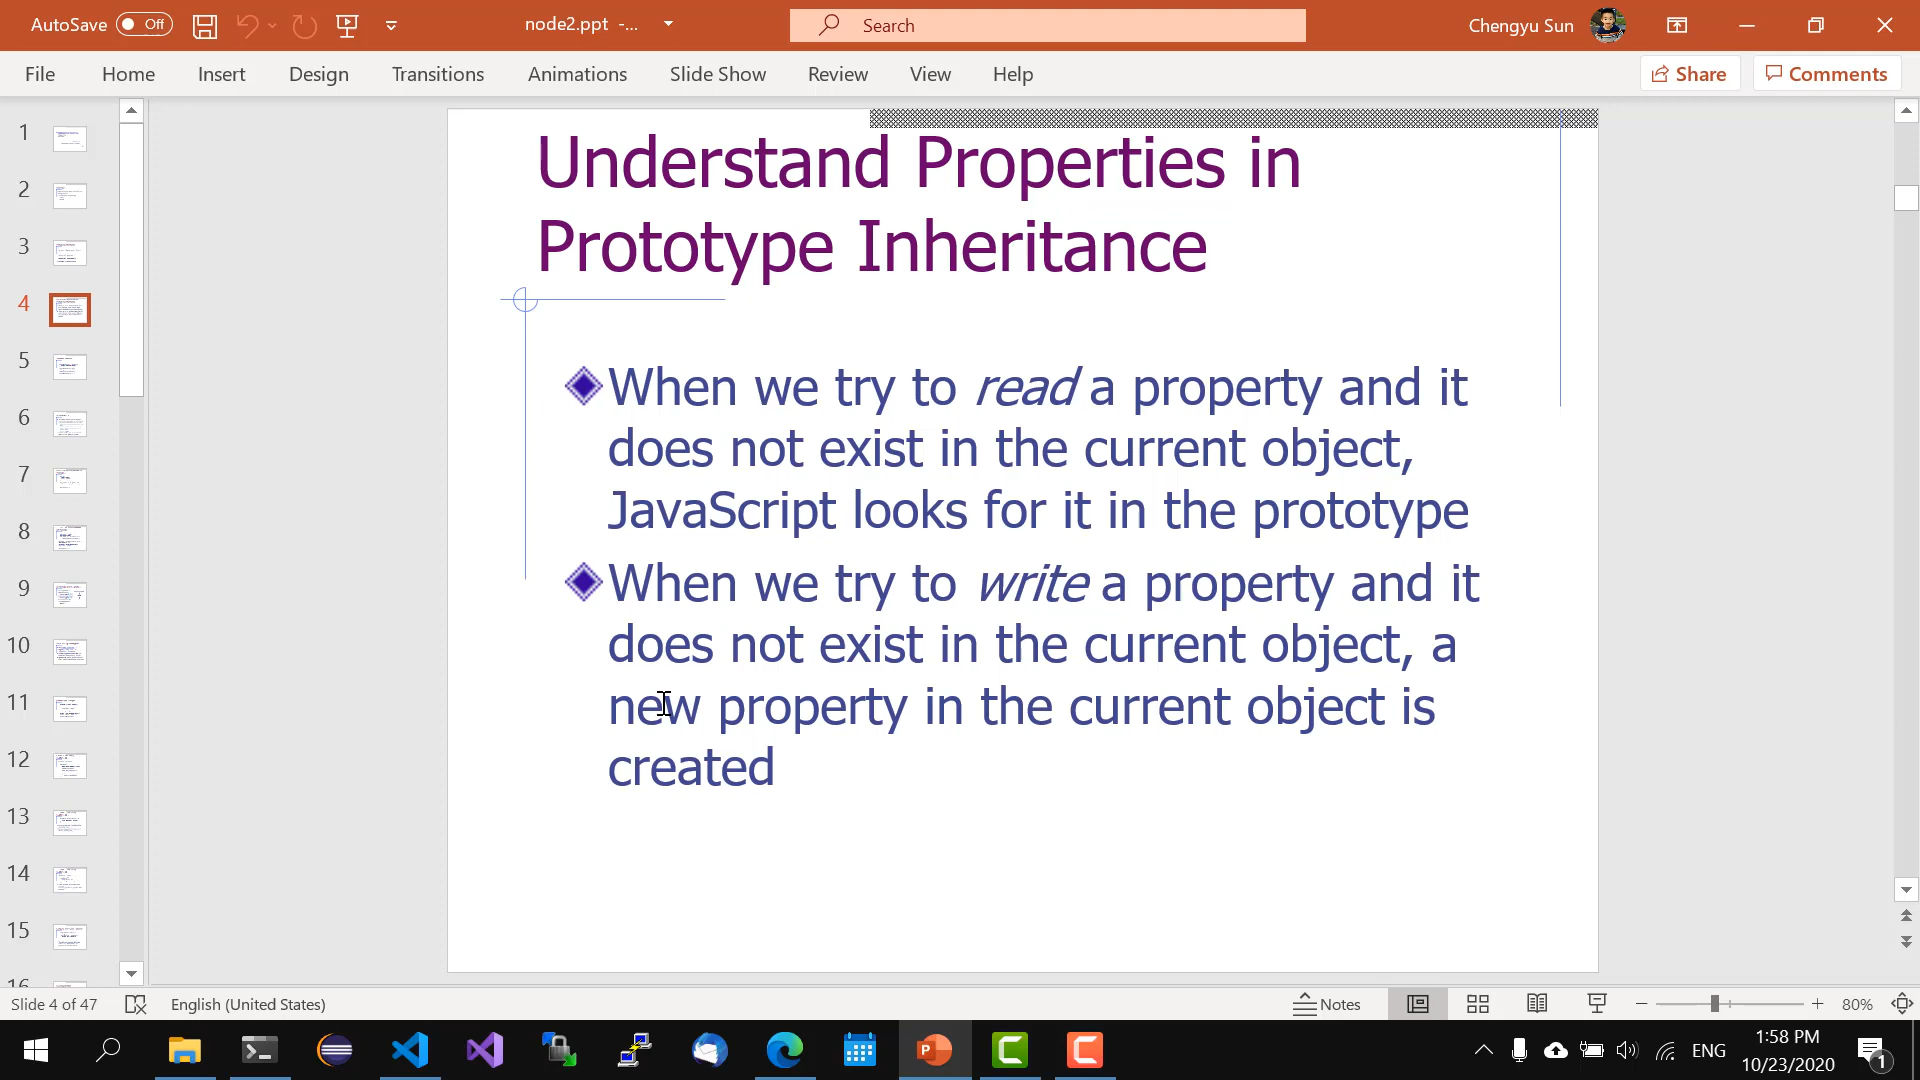 AutoSave Off node2.ppt -... Search Chengyu Sun
File Home Insert Design Transitions Animations Slide Show Review View Help Share Comments
1
2
3
4
5
6
7
8
9
10
11
12
13
14
15
16
Understand Properties in
Prototype Inheritance
When we try to read a property and it
does not exist in the current object,
JavaScript looks for it in the prototype
When we try to write a property and it
does not exist in the current object, a
new property in the current object is
created
Slide 4 of 47 English (United States) Notes 80%
ENG
1:58 PM
10/23/2020
1